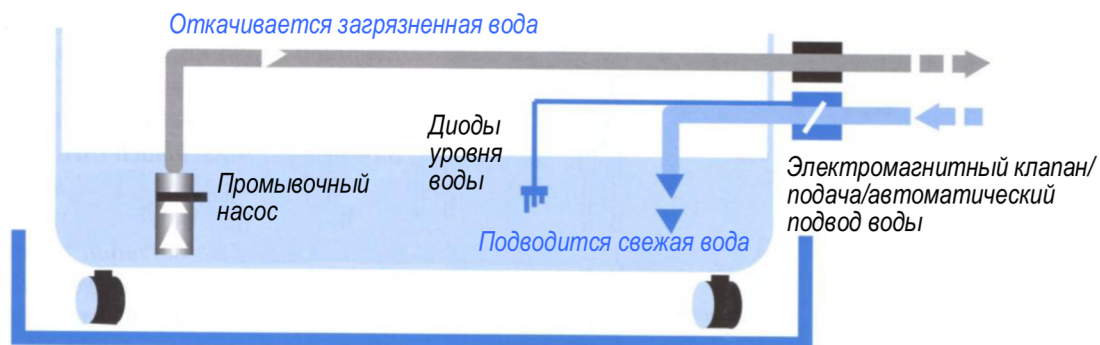 Откачивается загрязненная вода
Диоды
уровня
воды
Электромагнитный клапан/
подача/автоматический
подвод воды
Промывочный
насос
Подводится свежая вода